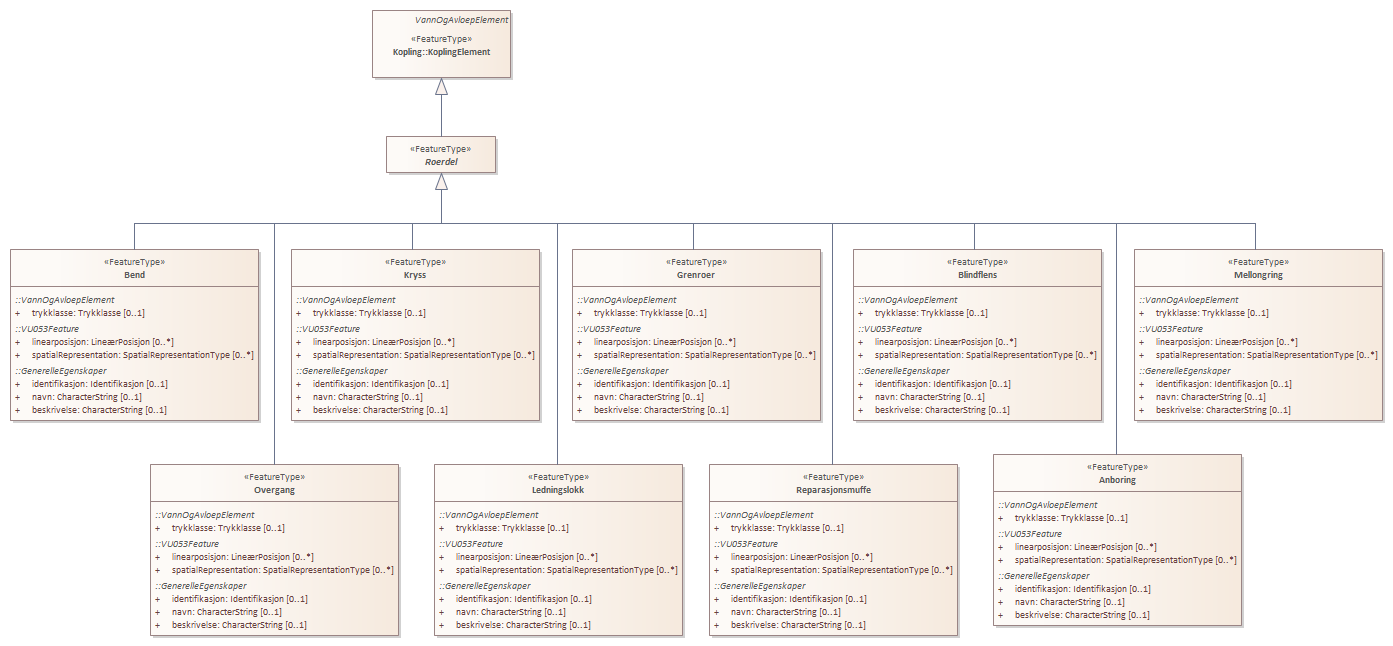 VannOgAvloepElement
«FeatureType»
Kopling::KoplingElement
«FeatureType»
Roerdel
«FeatureType»
Bend
::VannOgAvloepElement
+ trykklasse: Trykklasse [0..1]
::VU053Feature
+ linearposisjon: LineærPosisjon [0..*]
+ spatialRepresentation: SpatialRepresentationType [0..*]
::GenerelleEgenskaper
+ identifikasjon: Identifikasjon [0..1]
+ navn: CharacterString [0..1]
+ beskrivelse: CharacterString [0..1]
«FeatureType»
Kryss
::VannOgAvloepElement
+ trykklasse: Trykklasse [0..1]
::VU053Feature
+ linearposisjon: LineærPosisjon [0..*]
+ spatialRepresentation: SpatialRepresentationType [0..*]
::GenerelleEgenskaper
+ identifikasjon: Identifikasjon [0..1]
+ navn: CharacterString [0..1]
+ beskrivelse: CharacterString [0..1]
«FeatureType»
Grenroer
::VannOgAvloepElement
+ trykklasse: Trykklasse [0..1]
::VU053Feature
+ linearposisjon: LineærPosisjon [0..*]
+ spatialRepresentation: SpatialRepresentationType [0..*]
::GenerelleEgenskaper
+ identifikasjon: Identifikasjon [0..1]
+ navn: CharacterString [0..1]
+ beskrivelse: CharacterString [0..1]
«FeatureType»
Blindflens
::VannOgAvloepElement
+ trykklasse: Trykklasse [0..1]
::VU053Feature
+ linearposisjon: LineærPosisjon [0..*]
+ spatialRepresentation: SpatialRepresentationType [0..*]
::GenerelleEgenskaper
+ identifikasjon: Identifikasjon [0..1]
+ navn: CharacterString [0..1]
+ beskrivelse: CharacterString [0..1]
«FeatureType»
Mellongring
::VannOgAvloepElement
+ trykklasse: Trykklasse [0..1]
::VU053Feature
+ linearposisjon: LineærPosisjon [0..*]
+ spatialRepresentation: SpatialRepresentationType [0..*]
::GenerelleEgenskaper
+ identifikasjon: Identifikasjon [0..1]
+ navn: CharacterString [0..1]
+ beskrivelse: CharacterString [0..1]
«FeatureType»
Overgang
::VannOgAvloepElement
+ trykklasse: Trykklasse [0..1]
::VU053Feature
+ linearposisjon: LineærPosisjon [0..*]
+ spatialRepresentation: SpatialRepresentationType [0..*]
::GenerelleEgenskaper
+ identifikasjon: Identifikasjon [0..1]
+ navn: CharacterString [0..1]
+ beskrivelse: CharacterString [0..1]
«FeatureType»
Ledningslokk
::VannOgAvloepElement
+ trykklasse: Trykklasse [0..1]
::VU053Feature
+ linearposisjon: LineærPosisjon [0..*]
+ spatialRepresentation: SpatialRepresentationType [0..*]
::GenerelleEgenskaper
+ identifikasjon: Identifikasjon [0..1]
+ navn: CharacterString [0..1]
+ beskrivelse: CharacterString [0..1]
«FeatureType»
Reparasjonsmuffe
::VannOgAvloepElement
+ trykklasse: Trykklasse [0..1]
::VU053Feature
+ linearposisjon: LineærPosisjon [0..*]
+ spatialRepresentation: SpatialRepresentationType [0..*]
::GenerelleEgenskaper
+ identifikasjon: Identifikasjon [0..1]
+ navn: CharacterString [0..1]
+ beskrivelse: CharacterString [0..1]
«FeatureType»
Anboring
::VannOgAvloepElement
+ trykklasse: Trykklasse [0..1]
::VU053Feature
+ linearposisjon: LineærPosisjon [0..*]
+ spatialRepresentation: SpatialRepresentationType [0..*]
::GenerelleEgenskaper
+ identifikasjon: Identifikasjon [0..1]
+ navn: CharacterString [0..1]
+ beskrivelse: CharacterString [0..1]